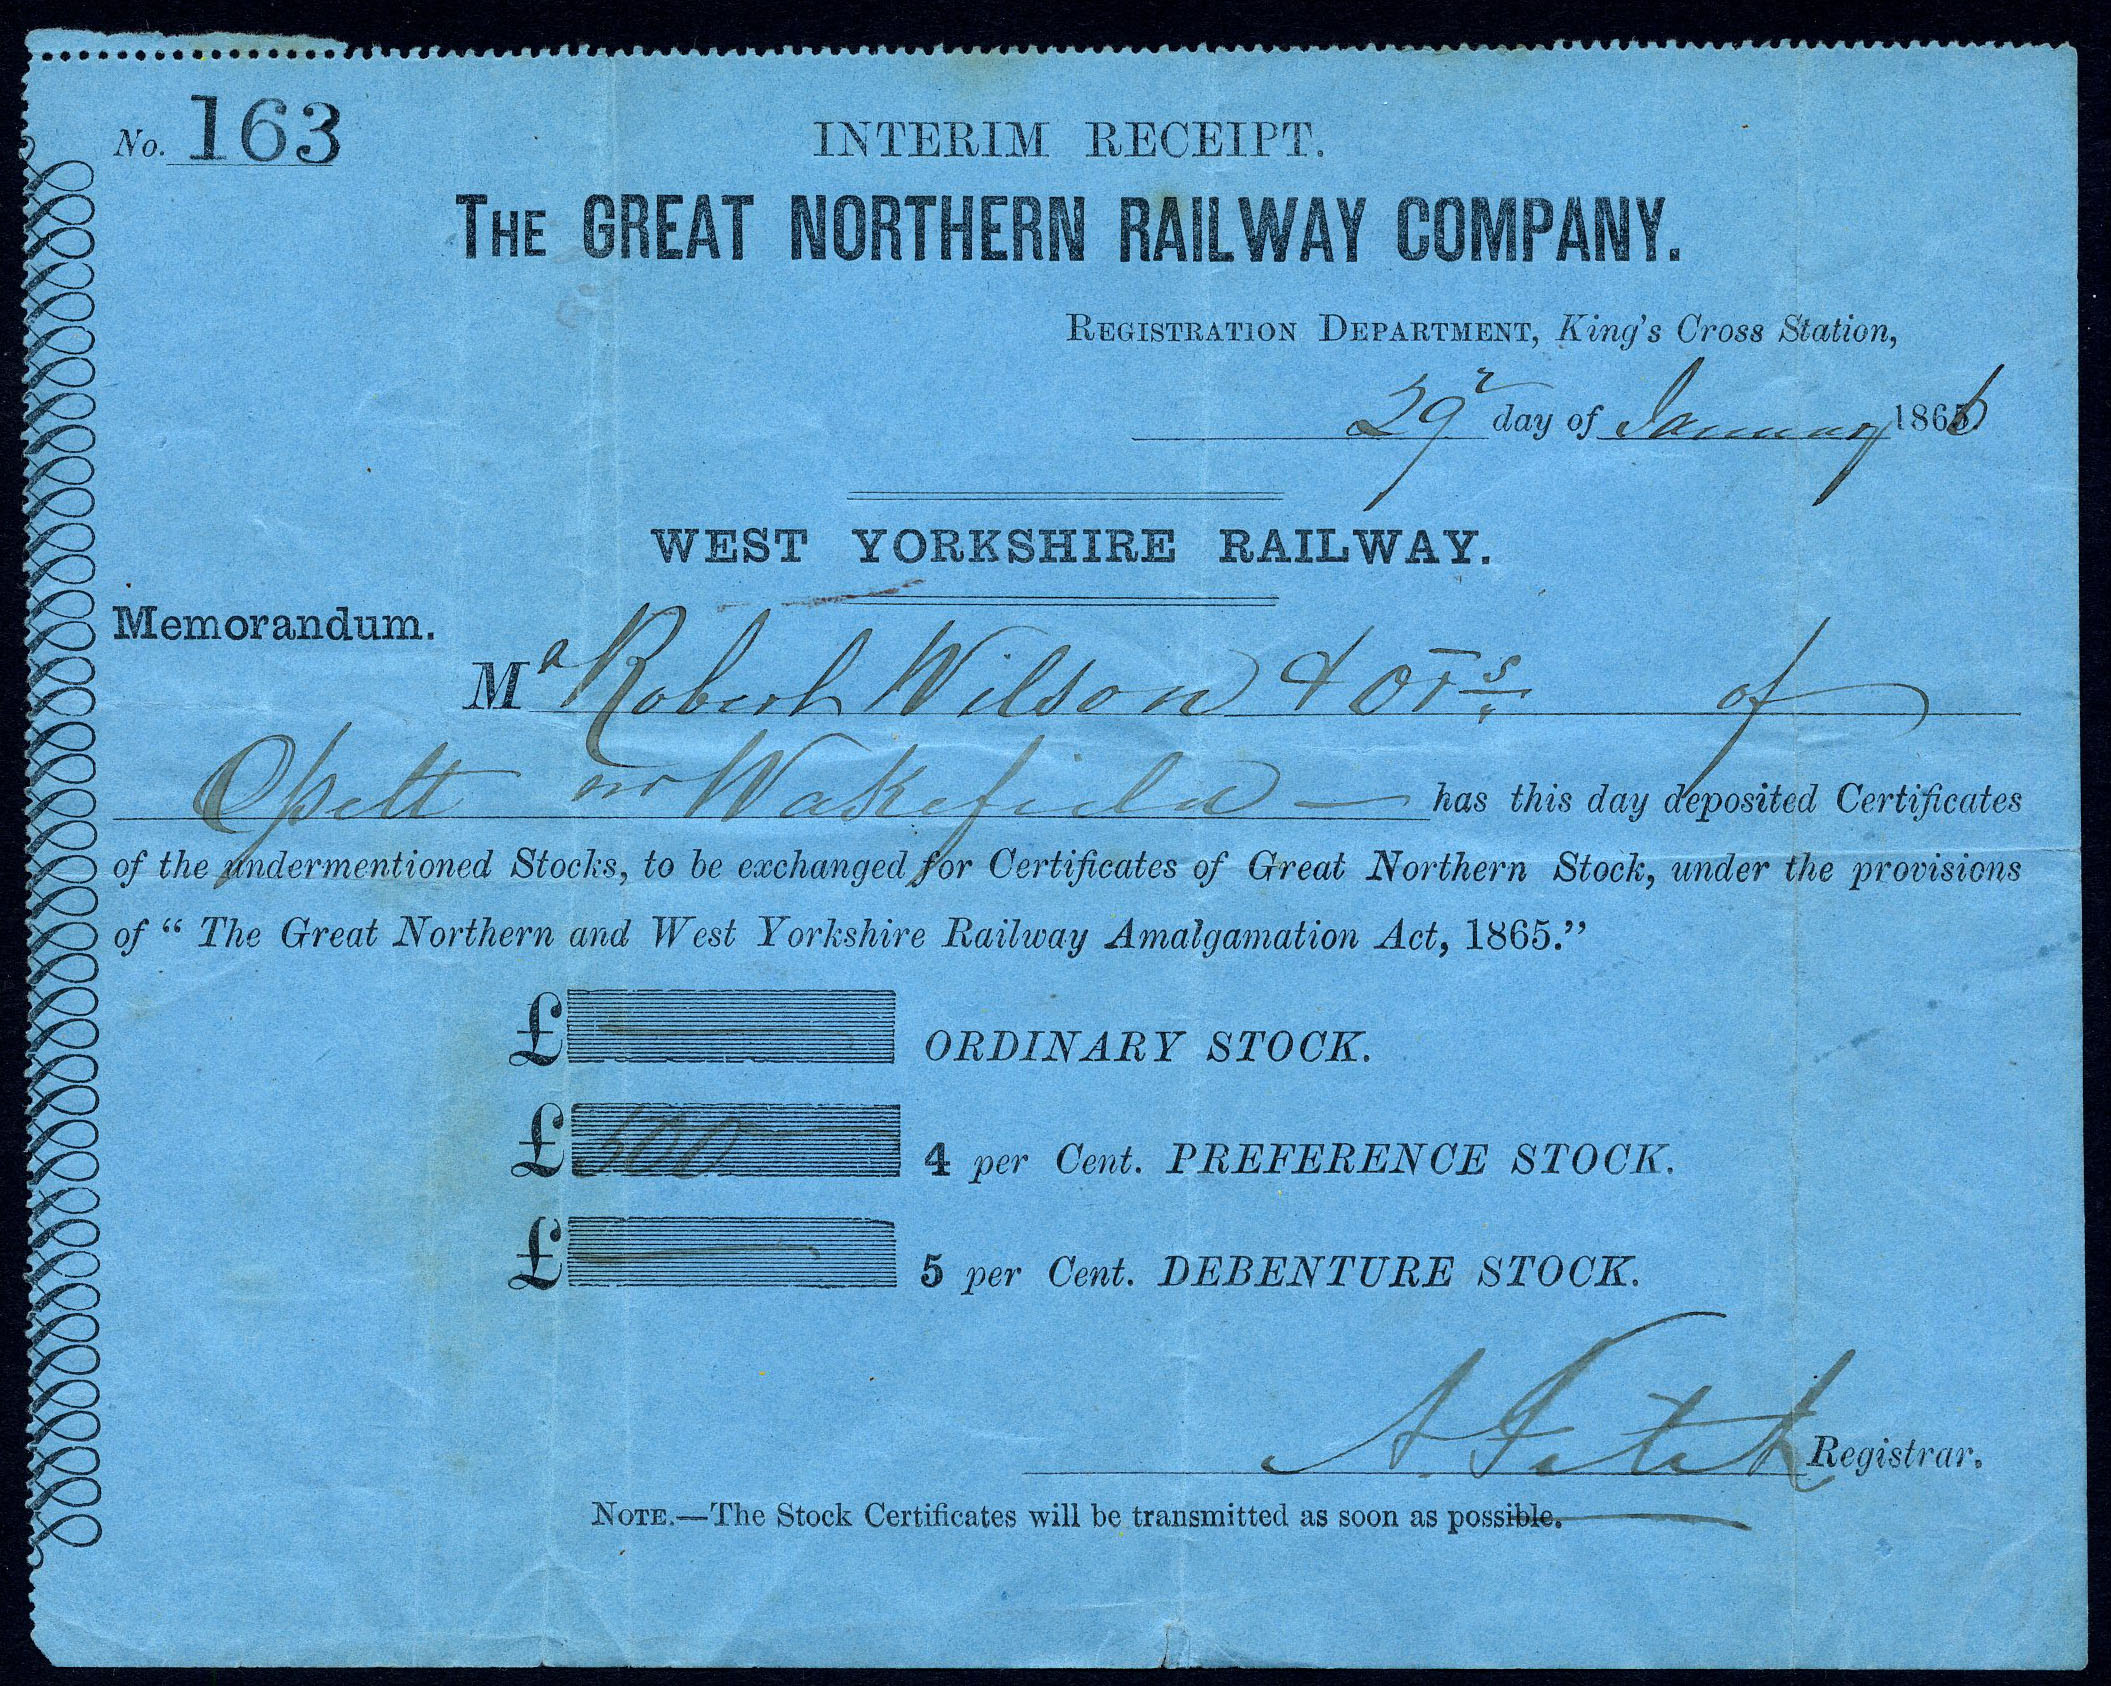 No. 163
INTERIM RECEIPT.
THE GREAT NORTHERN RAILWAY COMPANY.
REGISTRATION DEPARTMENT, King's Cross Station,
29 day of January 1866
WEST YORKSHIRE RAILWAY.
Memorandum.
Mr Robert Wilson & ors of
Ossett nr Wakefield — has this day deposited Certificates
of the undermentioned Stocks, to be exchanged for Certificates of Great Northern Stock, under the provisions
of “The Great Northern and West Yorkshire Railway Amalgamation Act, 1865.”
£ — ORDINARY STOCK.
£ 500 4 per Cent. PREFERENCE STOCK.
£ — 5 per Cent. DEBENTURE STOCK.
A. Fitch Registrar.
NOTE.—The Stock Certificates will be transmitted as soon as possible.